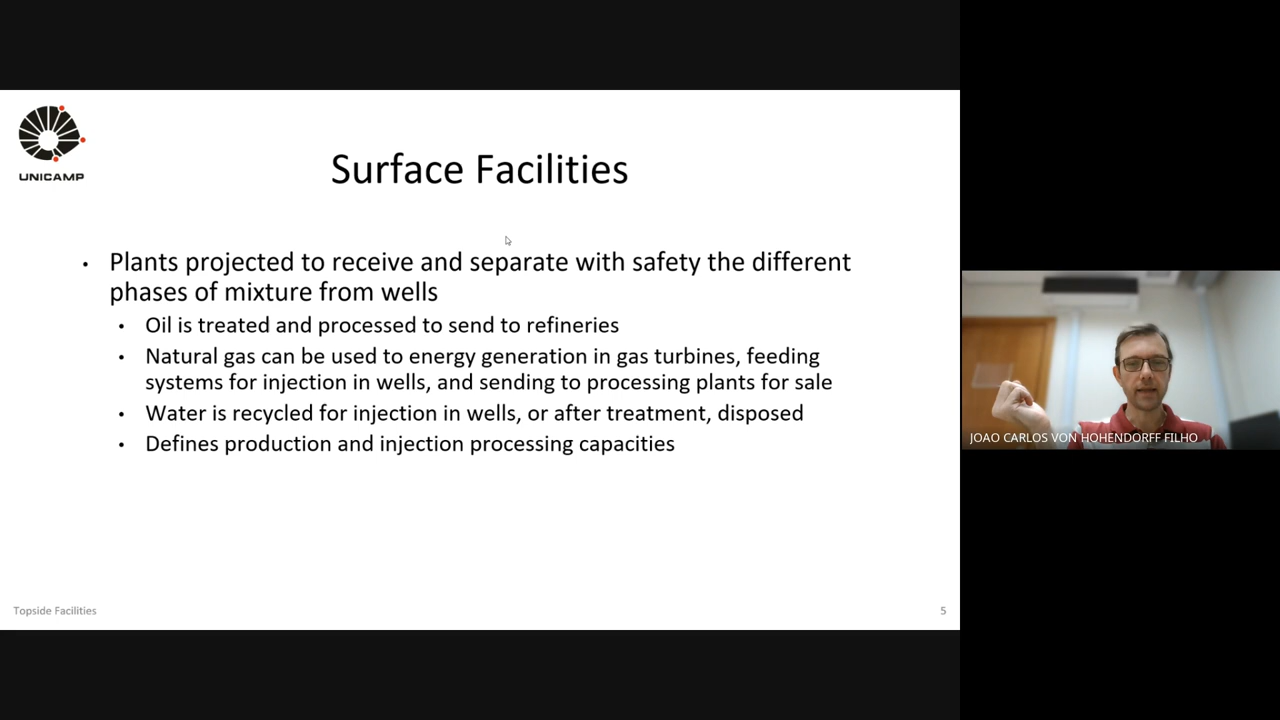 UNICAMP
Surface Facilities
• Plants projected to receive and separate with safety the different
phases of mixture from wells
• Oil is treated and processed to send to refineries
• Natural gas can be used to energy generation in gas turbines, feeding
systems for injection in wells, and sending to processing plants for sale
• Water is recycled for injection in wells, or after treatment, disposed
• Defines production and injection processing capacities
JOAO CARLOS VON HOHENDORFF FILHO
Topside Facilities
5